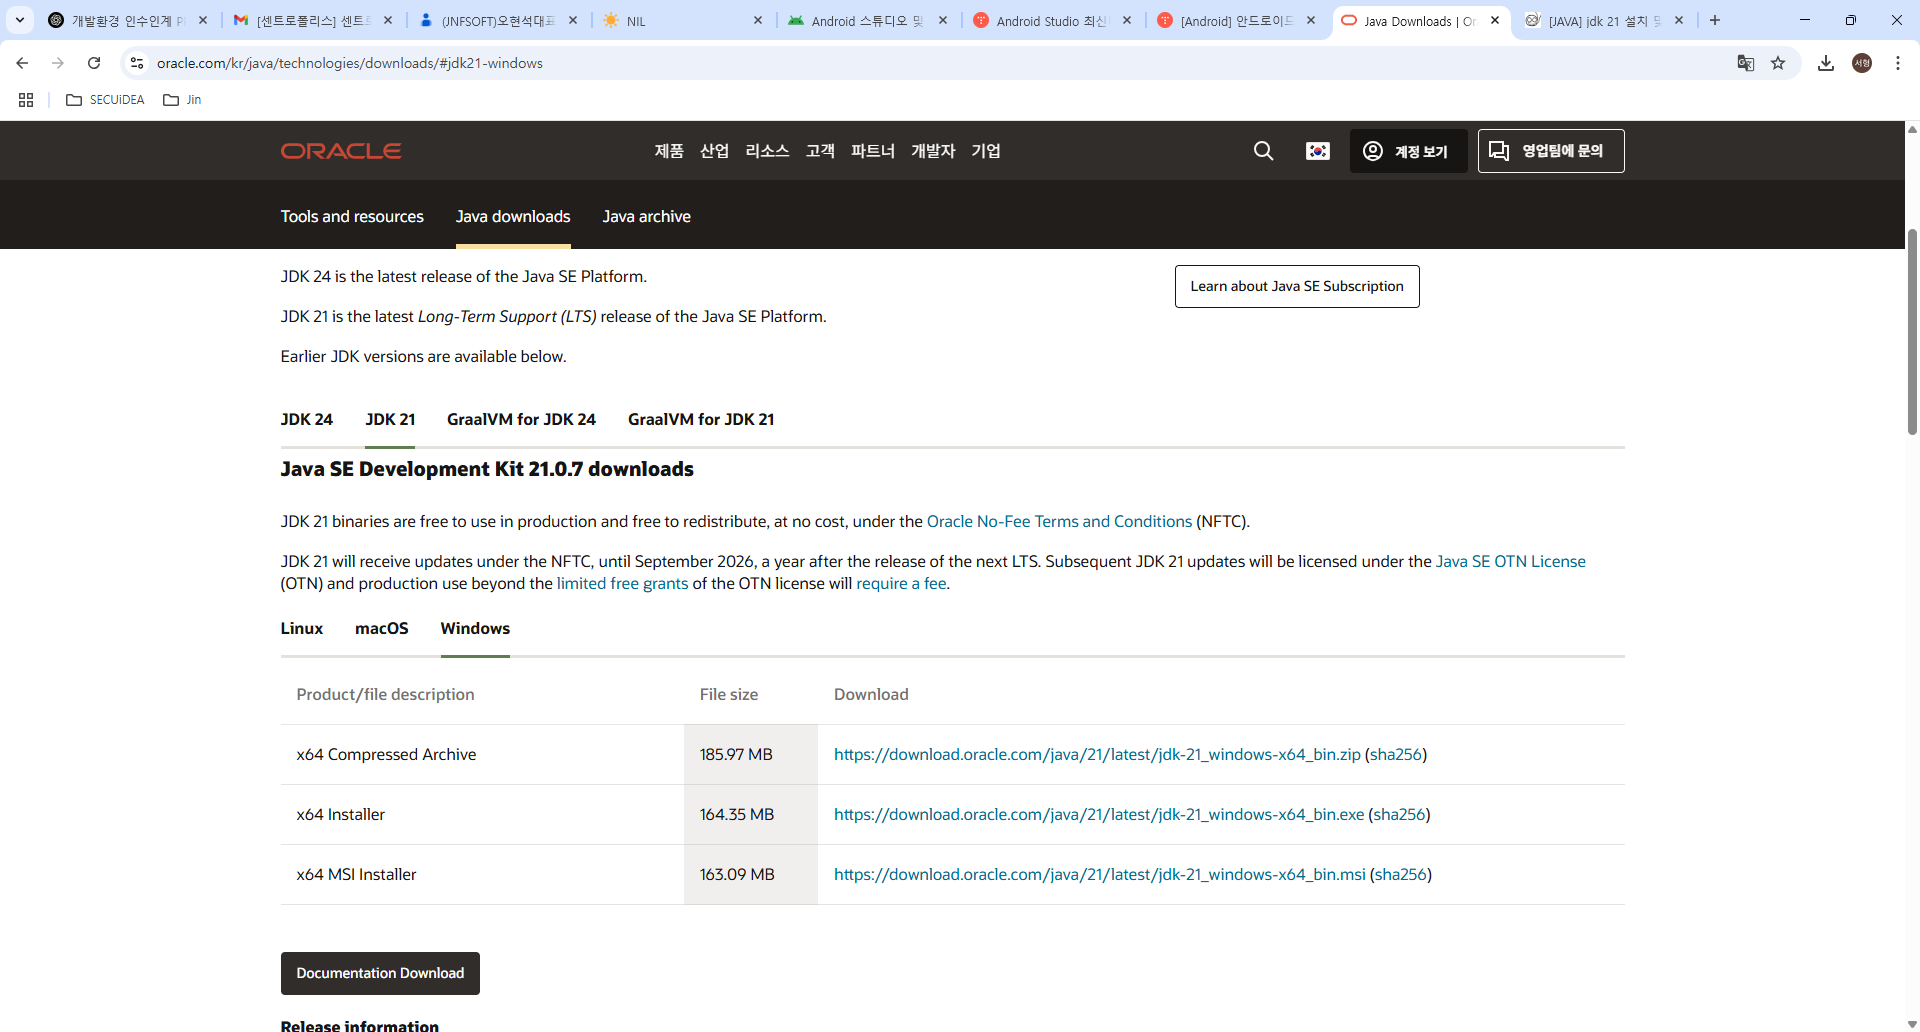 개발환경 인수인계
[센트로폴리스] 센트
(JNFSOFT)오현석대표
NIL
Android 스튜디오 및
Android Studio 최신
[Android] 안드로이드
Java Downloads | Or
[JAVA] jdk 21 설치 및
oracle.com/kr/java/technologies/downloads/#jdk21-windows
서형
SECUiDEA
Jin
ORACLE
제품 산업 리소스 고객 파트너 개발자 기업
계정 보기
영업팀에 문의
Tools and resources Java downloads Java archive
JDK 24 is the latest release of the Java SE Platform.
Learn about Java SE Subscription
JDK 21 is the latest Long-Term Support (LTS) release of the Java SE Platform.
Earlier JDK versions are available below.
JDK 24 JDK 21 GraalVM for JDK 24 GraalVM for JDK 21
Java SE Development Kit 21.0.7 downloads
JDK 21 binaries are free to use in production and free to redistribute, at no cost, under the Oracle No-Fee Terms and Conditions (NFTC).
JDK 21 will receive updates under the NFTC, until September 2026, a year after the release of the next LTS. Subsequent JDK 21 updates will be licensed under the Java SE OTN License
(OTN) and production use beyond the limited free grants of the OTN license will require a fee.
Linux macOS Windows
Product/file description File size Download
x64 Compressed Archive 185.97 MB https://download.oracle.com/java/21/latest/jdk-21_windows-x64_bin.zip (sha256)
x64 Installer 164.35 MB https://download.oracle.com/java/21/latest/jdk-21_windows-x64_bin.exe (sha256)
x64 MSI Installer 163.09 MB https://download.oracle.com/java/21/latest/jdk-21_windows-x64_bin.msi (sha256)
Documentation Download
Release information